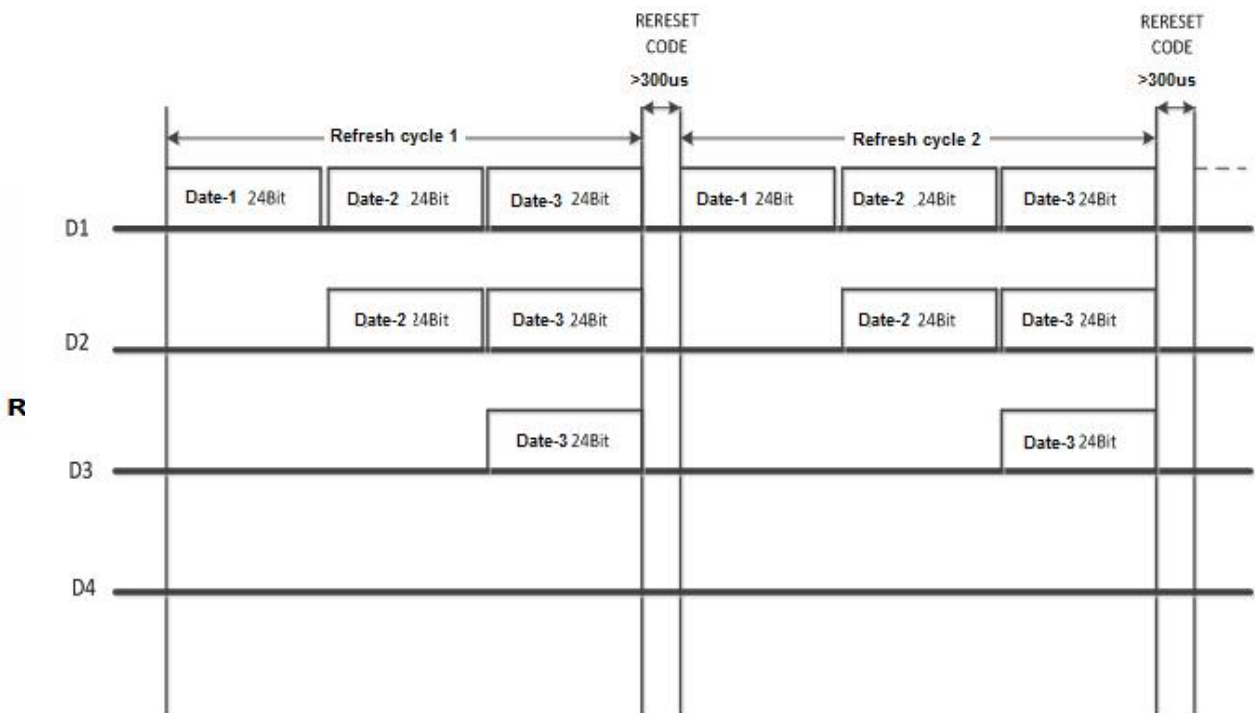 RERESET
CODE
>300us
RERESET
CODE
>300us
Refresh cycle 1
Refresh cycle 2
Date-1 24Bit
Date-2 .24Bit
Date-3 24Bit
Date-1 24Bit
Date-2 .24Bit
Date-3 24Bit
D1
Date-2 24Bit
Date-3 24Bit
Date-2 24Bit
Date-3 24Bit
D2
R
Date-3 24Bit
Date-3 24Bit
D3
D4